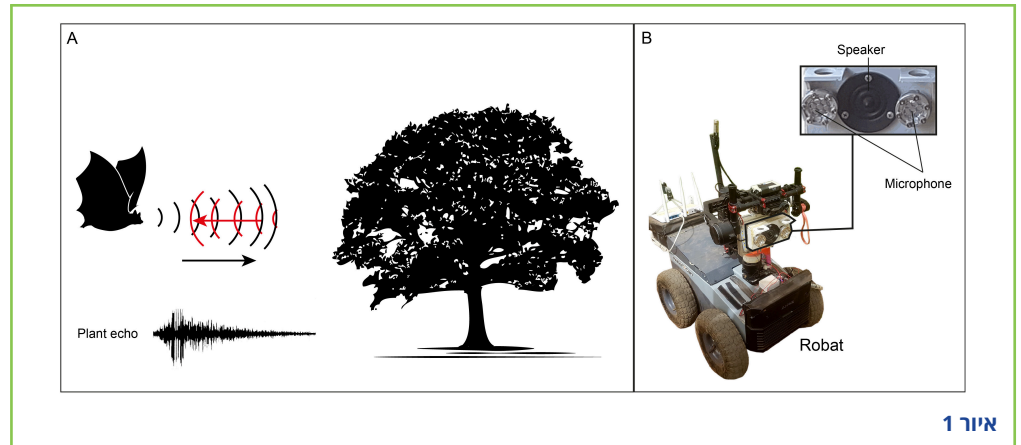 A
B
Speaker
Microphone
Plant echo
Robat
איור 1